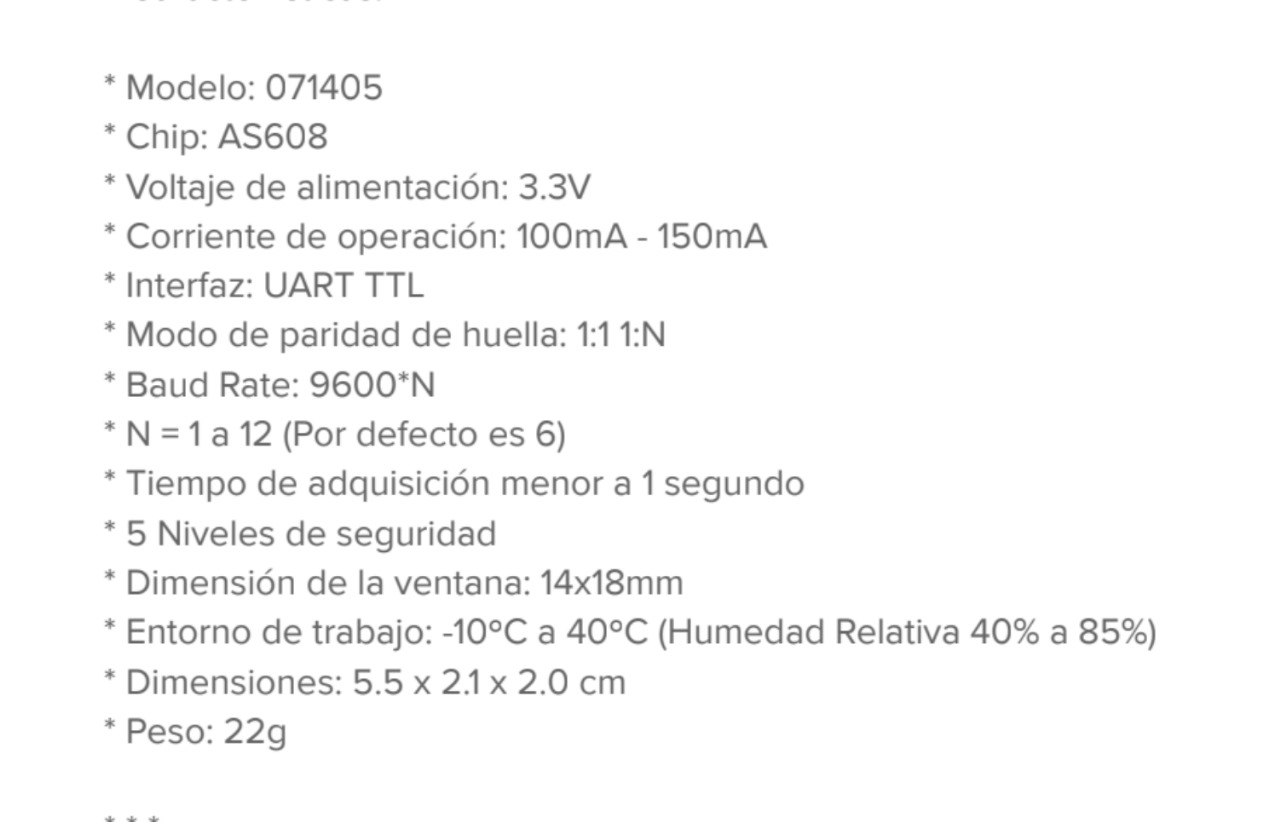 * Modelo: 071405
* Chip: AS608
* Voltaje de alimentación: 3.3V
* Corriente de operación: 100mA - 150mA
* Interfaz: UART TTL
* Modo de paridad de huella: 1:1 1:N
* Baud Rate: 9600*N
* N = 1 a 12 (Por defecto es 6)
* Tiempo de adquisición menor a 1 segundo
* 5 Niveles de seguridad
* Dimensión de la ventana: 14x18mm
* Entorno de trabajo: -10ºC a 40ºC (Humedad Relativa 40% a 85%)
* Dimensiones: 5.5 x 2.1 x 2.0 cm
* Peso: 22g
* * *